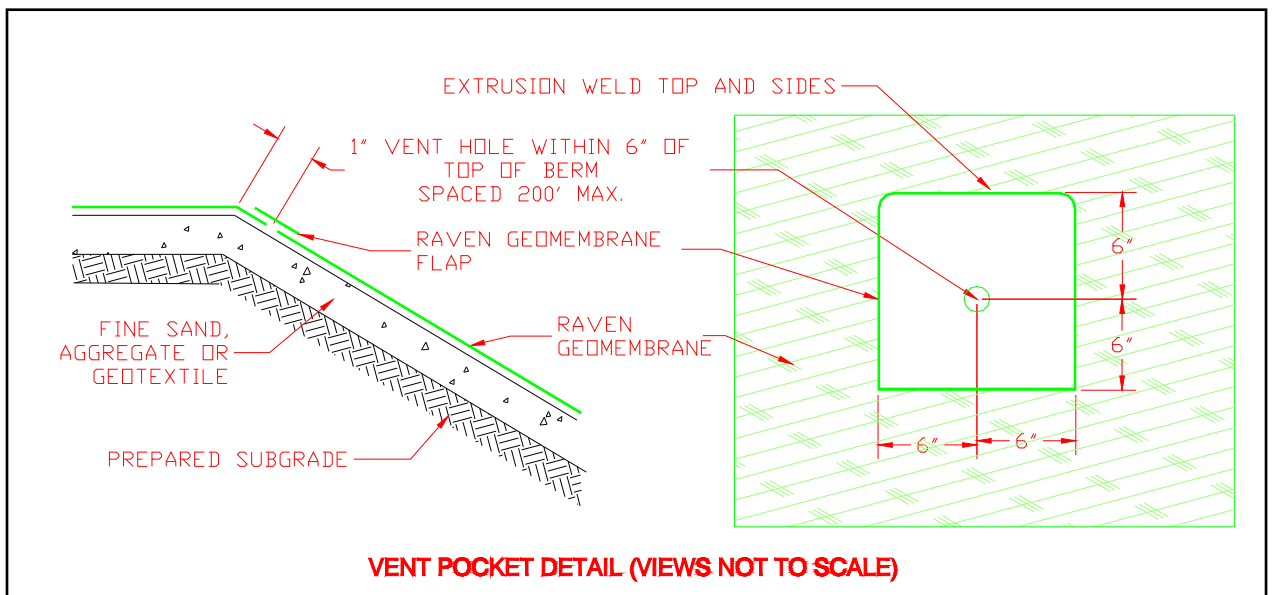 EXTRUSION WELD TOP AND SIDES
1" VENT HOLE WITHIN 6" OF
TOP OF BERM
SPACED 200' MAX.
RAVEN GEOMEMBRANE
FLAP
FINE SAND,
AGGREGATE OR
GEOTEXTILE
RAVEN
GEOMEMBRANE
PREPARED SUBGRADE
6"
6"
6"
6"
VENT POCKET DETAIL (VIEWS NOT TO SCALE)